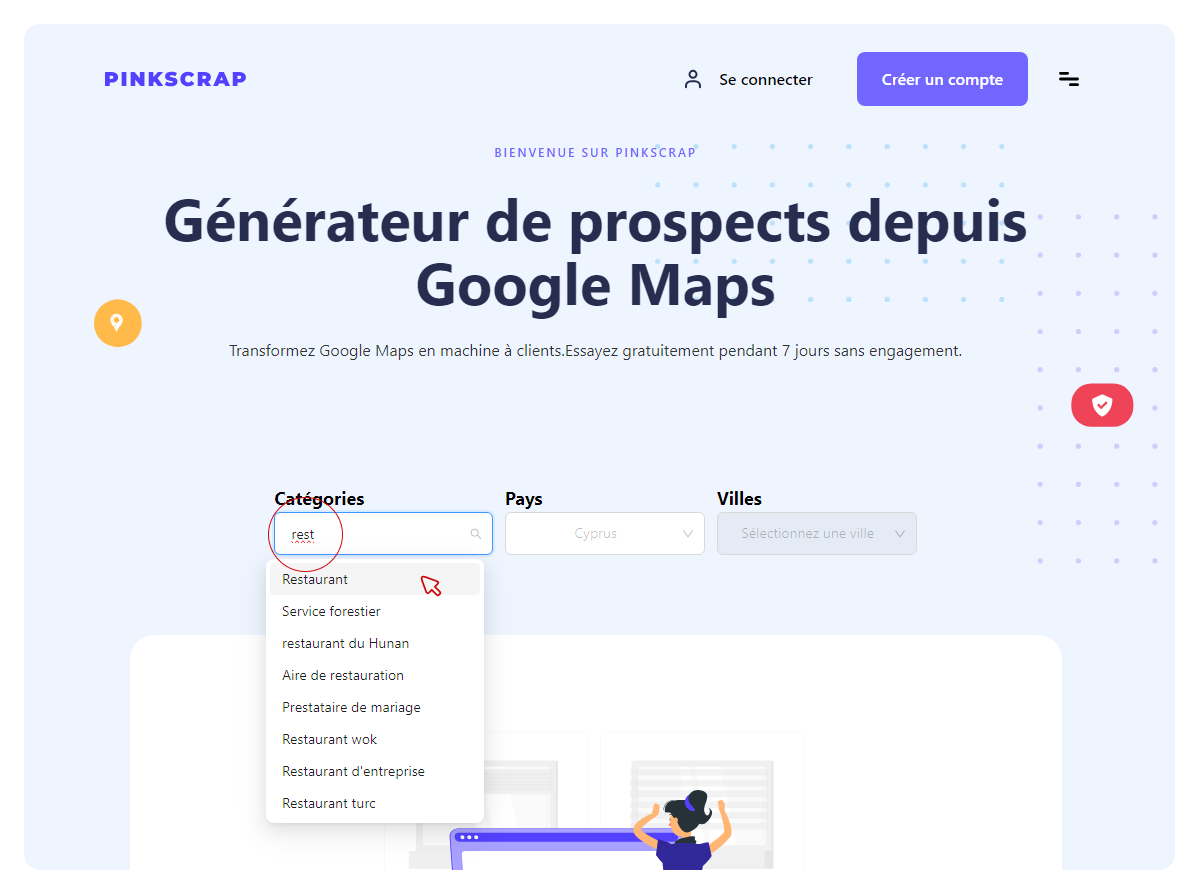 PINKSCRAP
Se connecter
Créer un compte
BIENVENUE SUR PINKSCRAP
Générateur de prospects depuis
Google Maps
Transformez Google Maps en machine à clients.Essayez gratuitement pendant 7 jours sans engagement.
Catégories
Pays
Villes
rest
Cyprus
Sélectionnez une ville
Restaurant
Service forestier
restaurant du Hunan
Aire de restauration
Prestataire de mariage
Restaurant wok
Restaurant d'entreprise
Restaurant turc